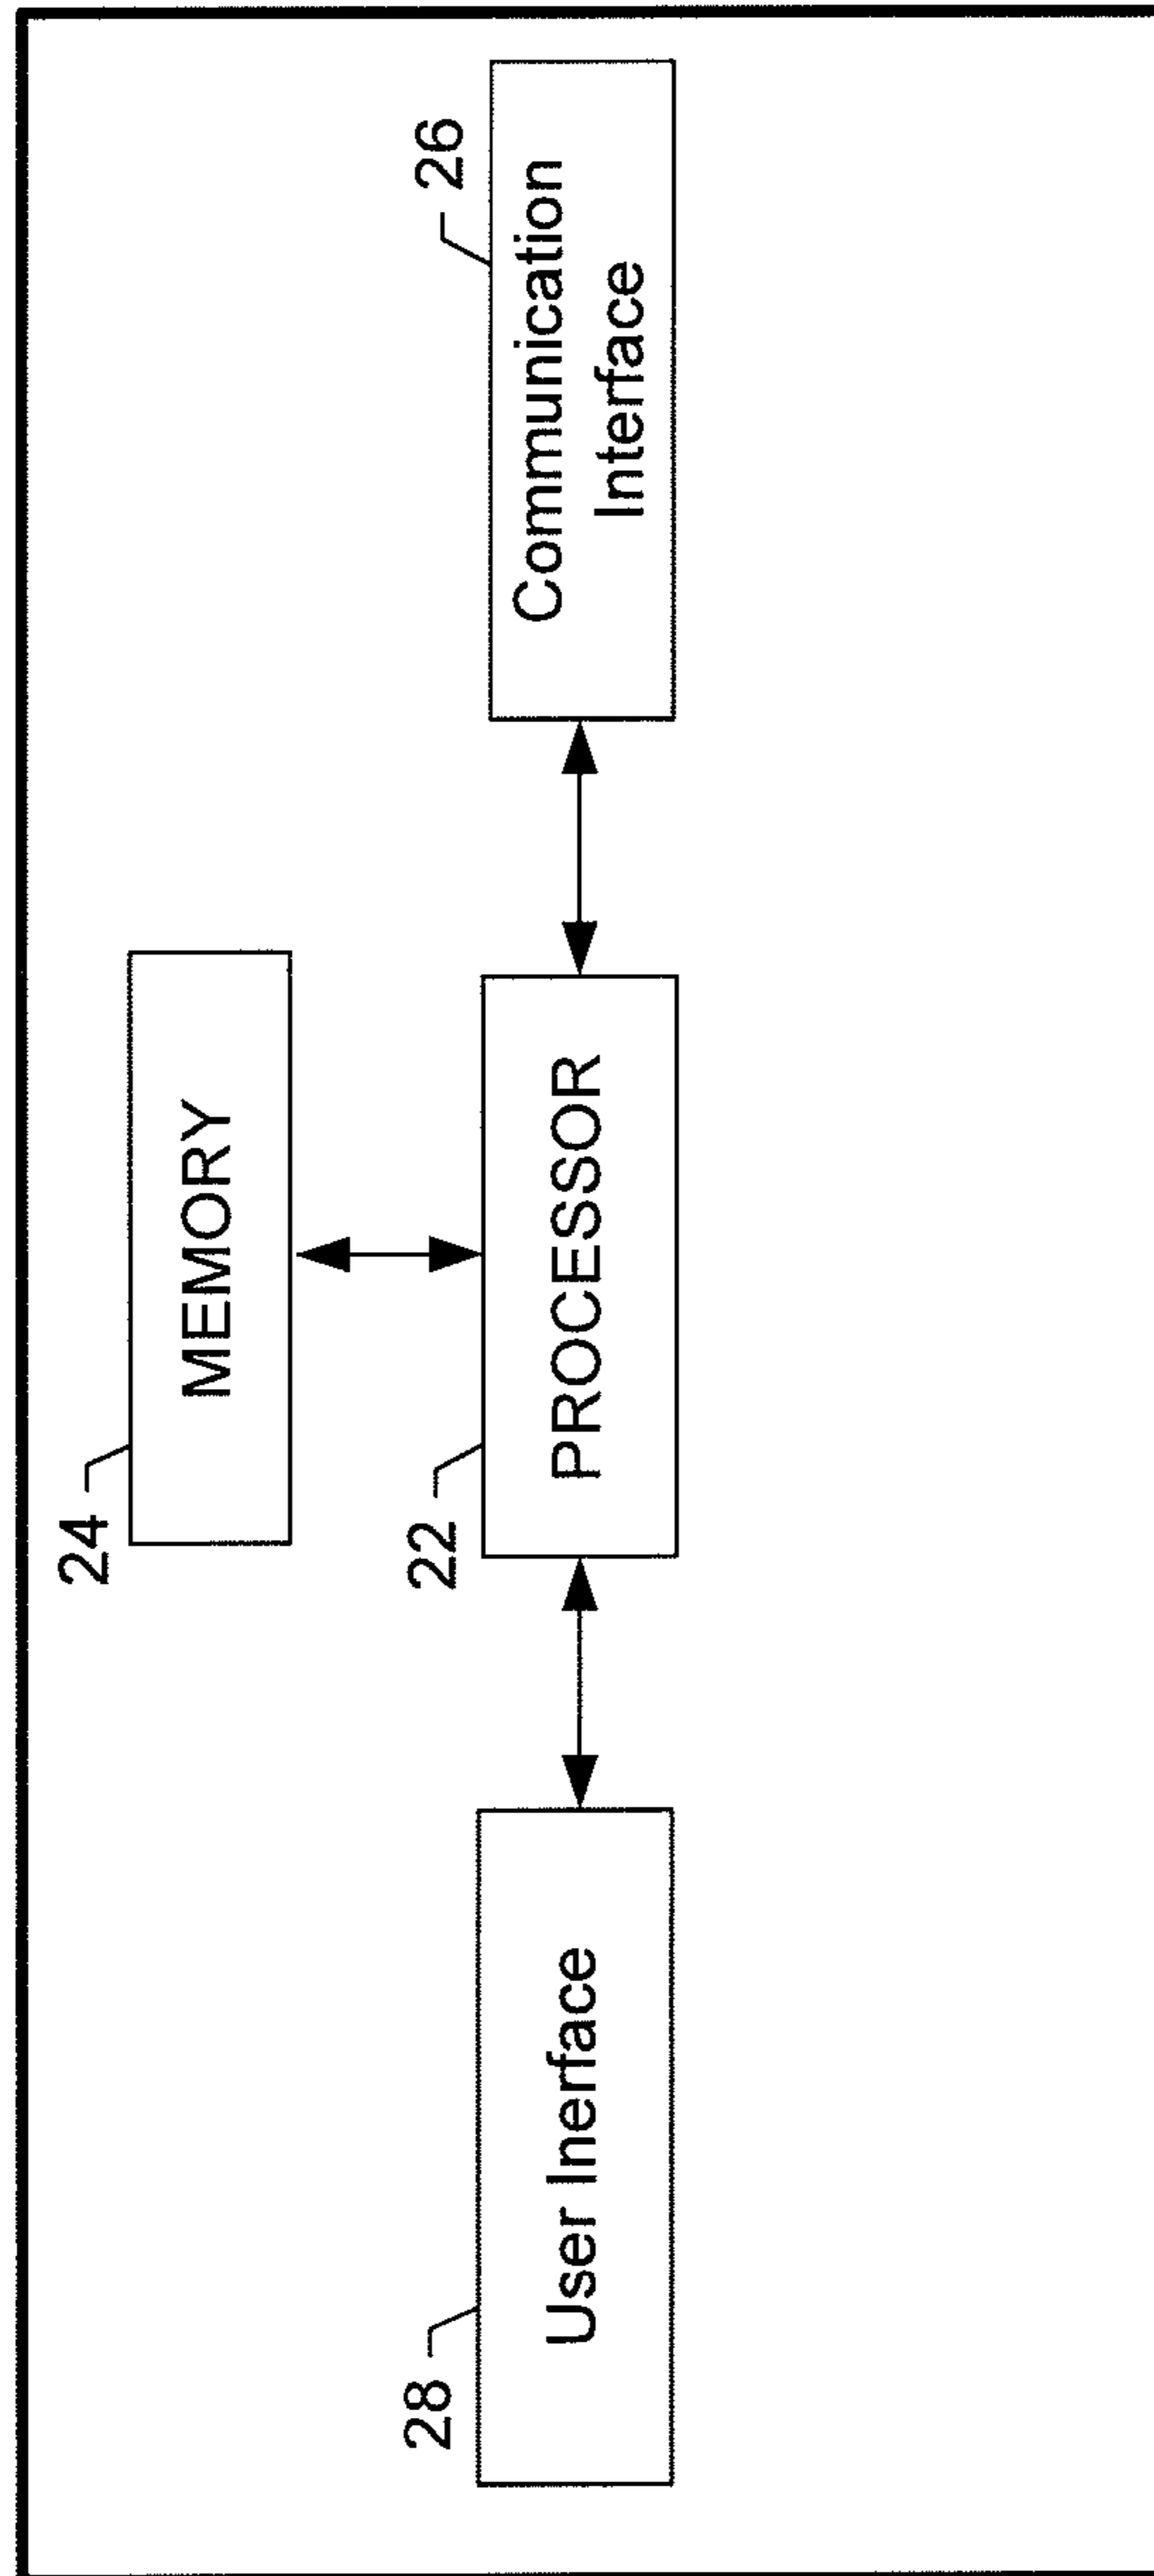 24
MEMORY
28
User Inerface
22
PROCESSOR
26
Communication
Interface